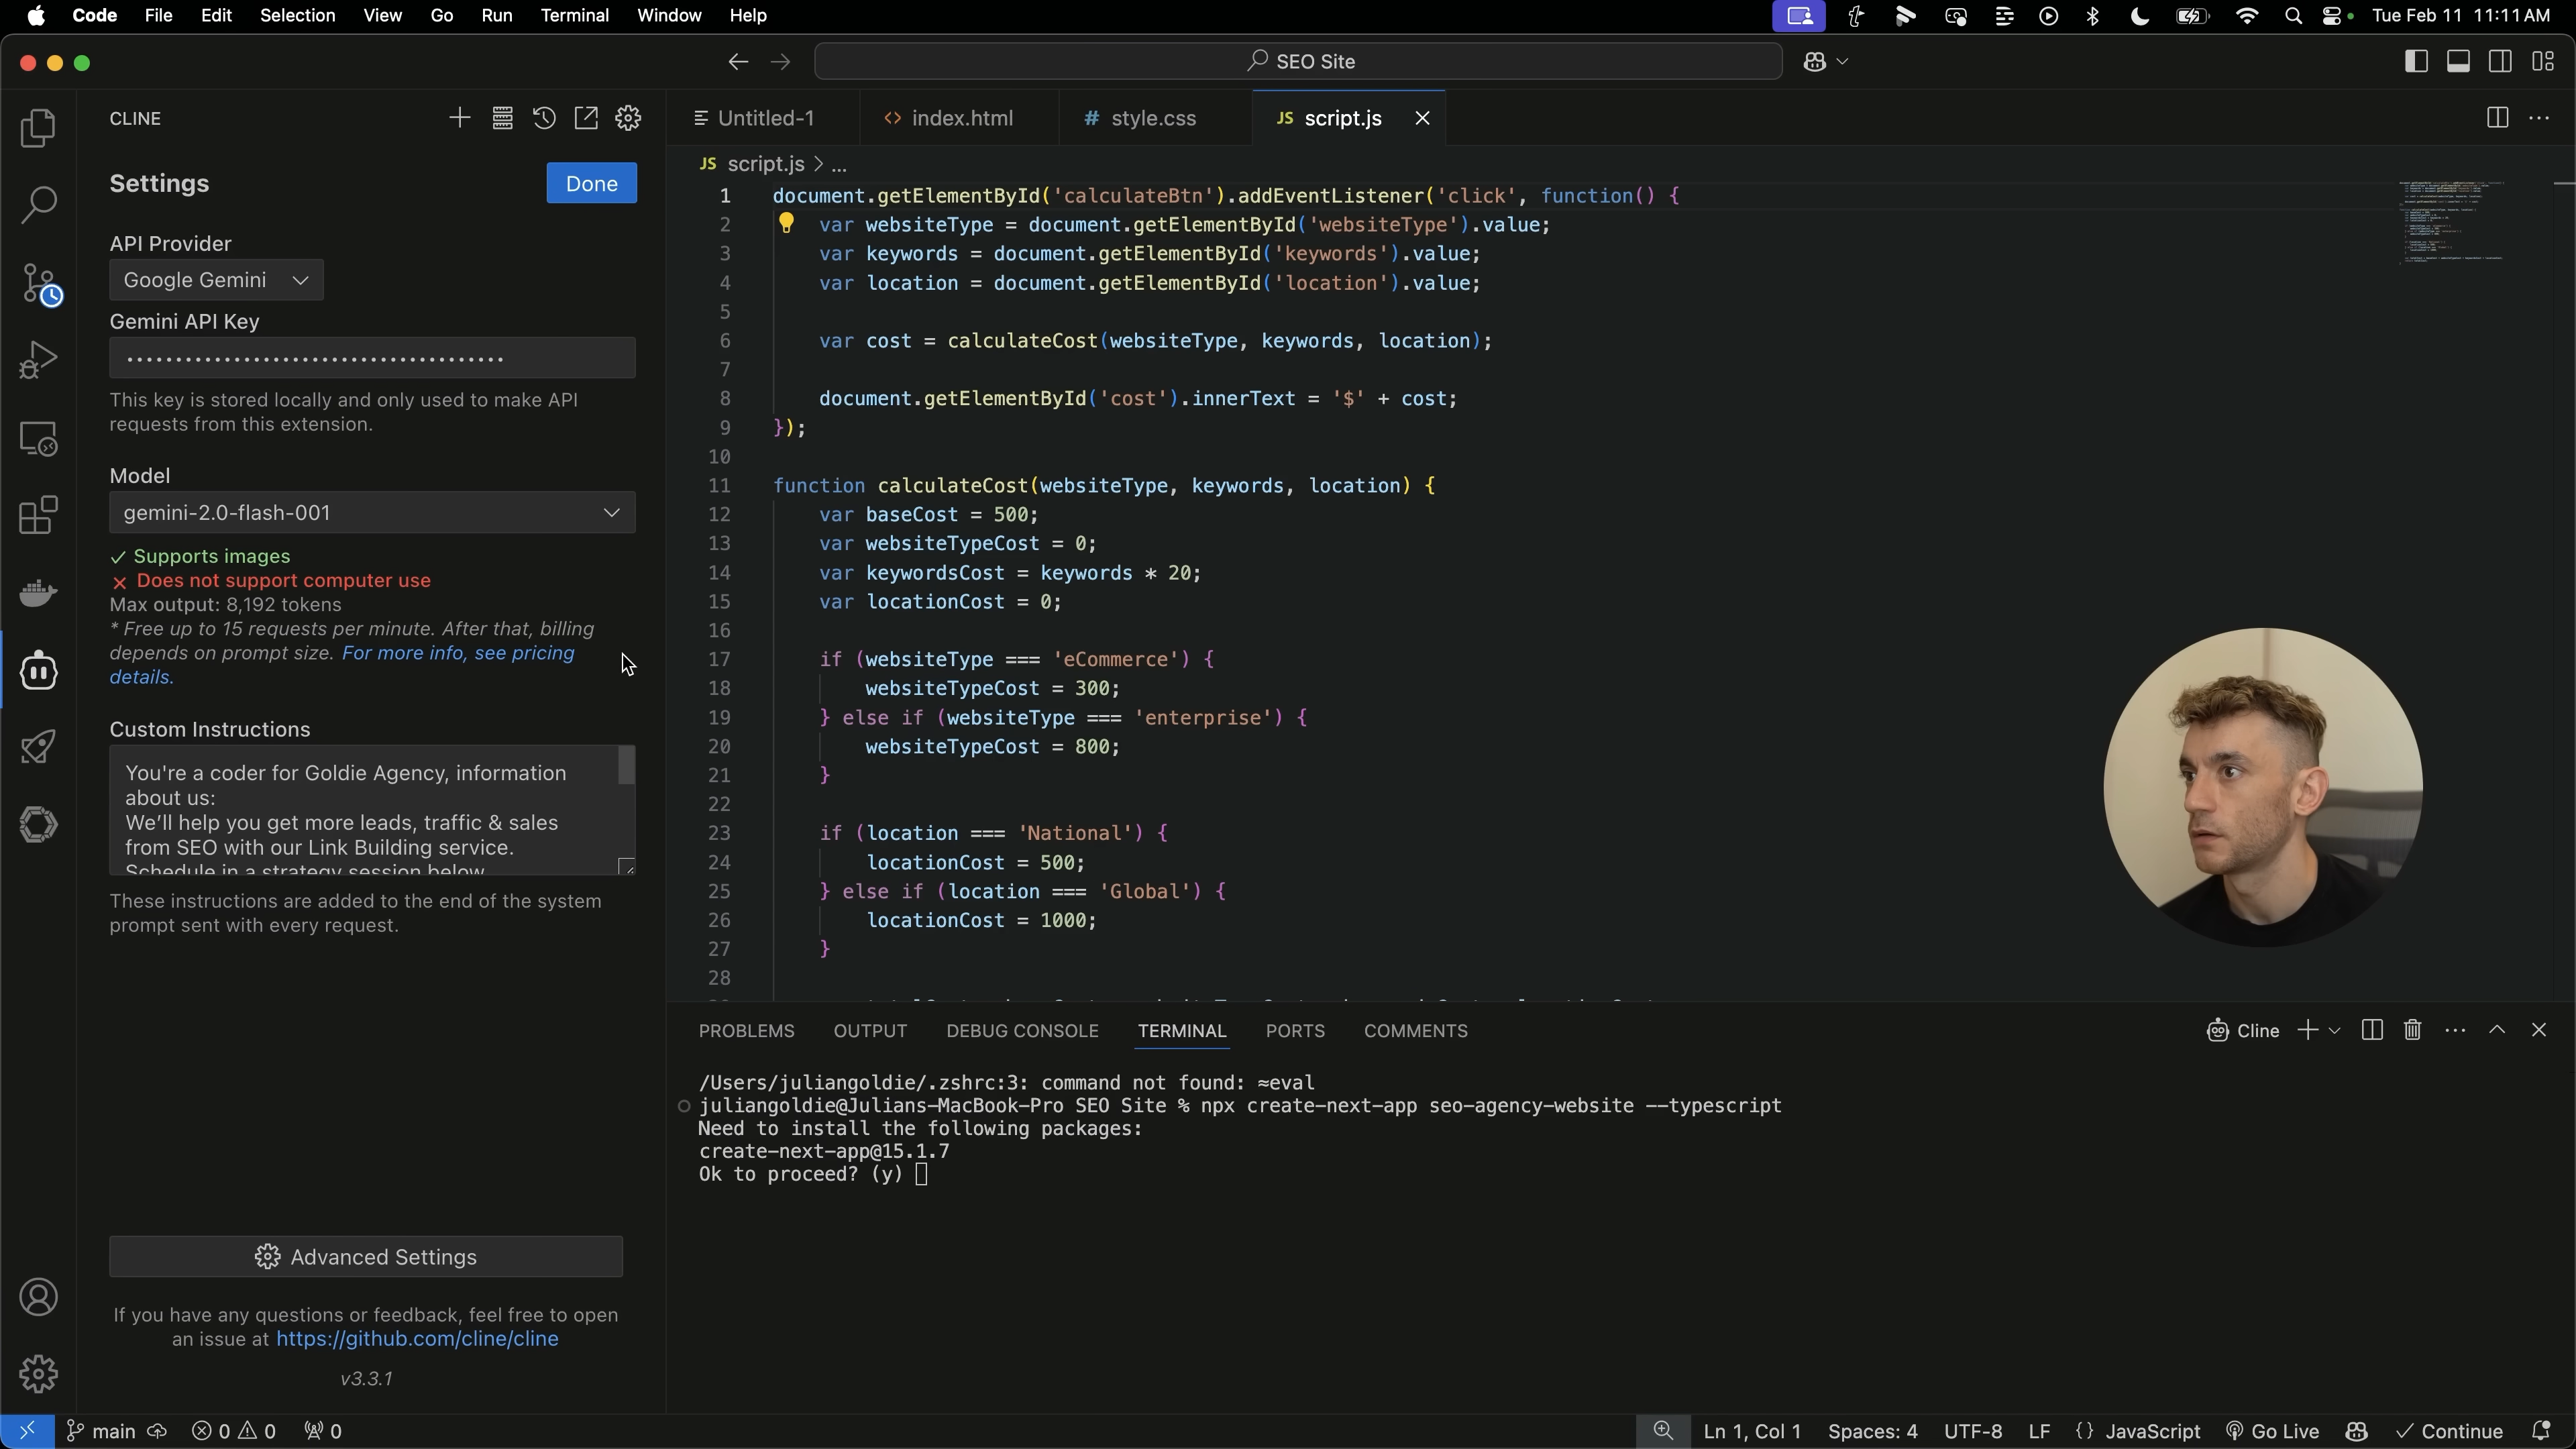 Code File Edit Selection View Go Run Terminal Window Help
Tue Feb 11 11:11 AM
SEO Site
CLINE
Settings
Done
API Provider
Google Gemini
Gemini API Key
••••••••••••••••••••••••••••••••••••••
This key is stored locally and only used to make API
requests from this extension.
Model
gemini-2.0-flash-001
✓ Supports images
✕ Does not support computer use
Max output: 8,192 tokens
* Free up to 15 requests per minute. After that, billing
depends on prompt size. For more info, see pricing
details.
Custom Instructions
You're a coder for Goldie Agency, information
about us:
We’ll help you get more leads, traffic & sales
from SEO with our Link Building service.
Schedule in a strategy session below
These instructions are added to the end of the system
prompt sent with every request.
Advanced Settings
If you have any questions or feedback, feel free to open
an issue at https://github.com/cline/cline
v3.3.1
Untitled-1
<> index.html
# style.css
JS script.js
JS script.js > ...
1 document.getElementById('calculateBtn').addEventListener('click', function() {
2 var websiteType = document.getElementById('websiteType').value;
3 var keywords = document.getElementById('keywords').value;
4 var location = document.getElementById('location').value;
5
6 var cost = calculateCost(websiteType, keywords, location);
7
8 document.getElementById('cost').innerText = '$' + cost;
9 });
10
11 function calculateCost(websiteType, keywords, location) {
12 var baseCost = 500;
13 var websiteTypeCost = 0;
14 var keywordsCost = keywords * 20;
15 var locationCost = 0;
16
17 if (websiteType === 'eCommerce') {
18 websiteTypeCost = 300;
19 } else if (websiteType === 'enterprise') {
20 websiteTypeCost = 800;
21 }
22
23 if (location === 'National') {
24 locationCost = 500;
25 } else if (location === 'Global') {
26 locationCost = 1000;
27 }
28
PROBLEMS OUTPUT DEBUG CONSOLE TERMINAL PORTS COMMENTS
Cline
/Users/juliangoldie/.zshrc:3: command not found: ≈eval
juliangoldie@Julians-MacBook-Pro SEO Site % npx create-next-app seo-agency-website --typescript
Need to install the following packages:
create-next-app@15.1.7
Ok to proceed? (y)
main 0 0 0
Ln 1, Col 1 Spaces: 4 UTF-8 LF {} JavaScript Go Live ✓ Continue